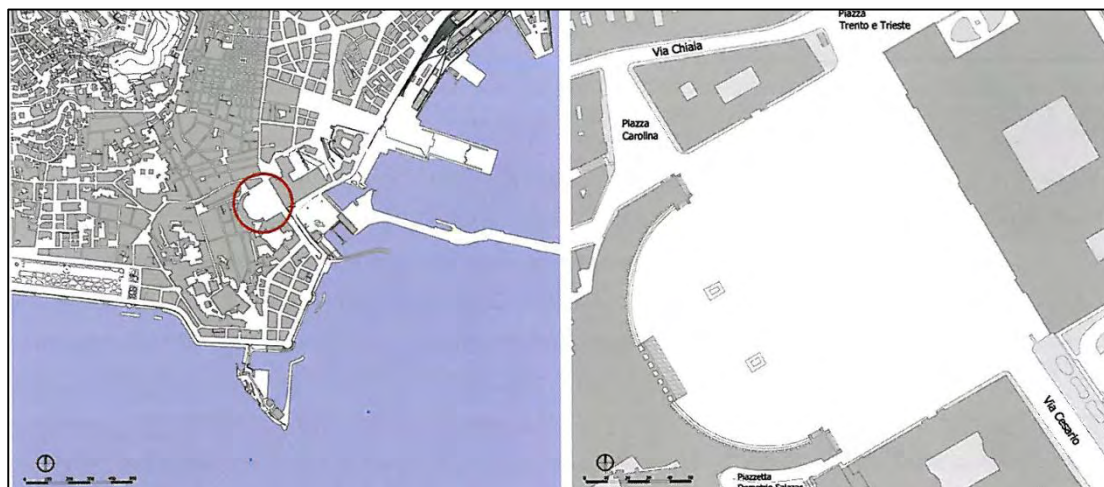 Piazza
Trento e Trieste
Via Chiaia
Piazza
Carolina
Via Cesario
Piazzetta